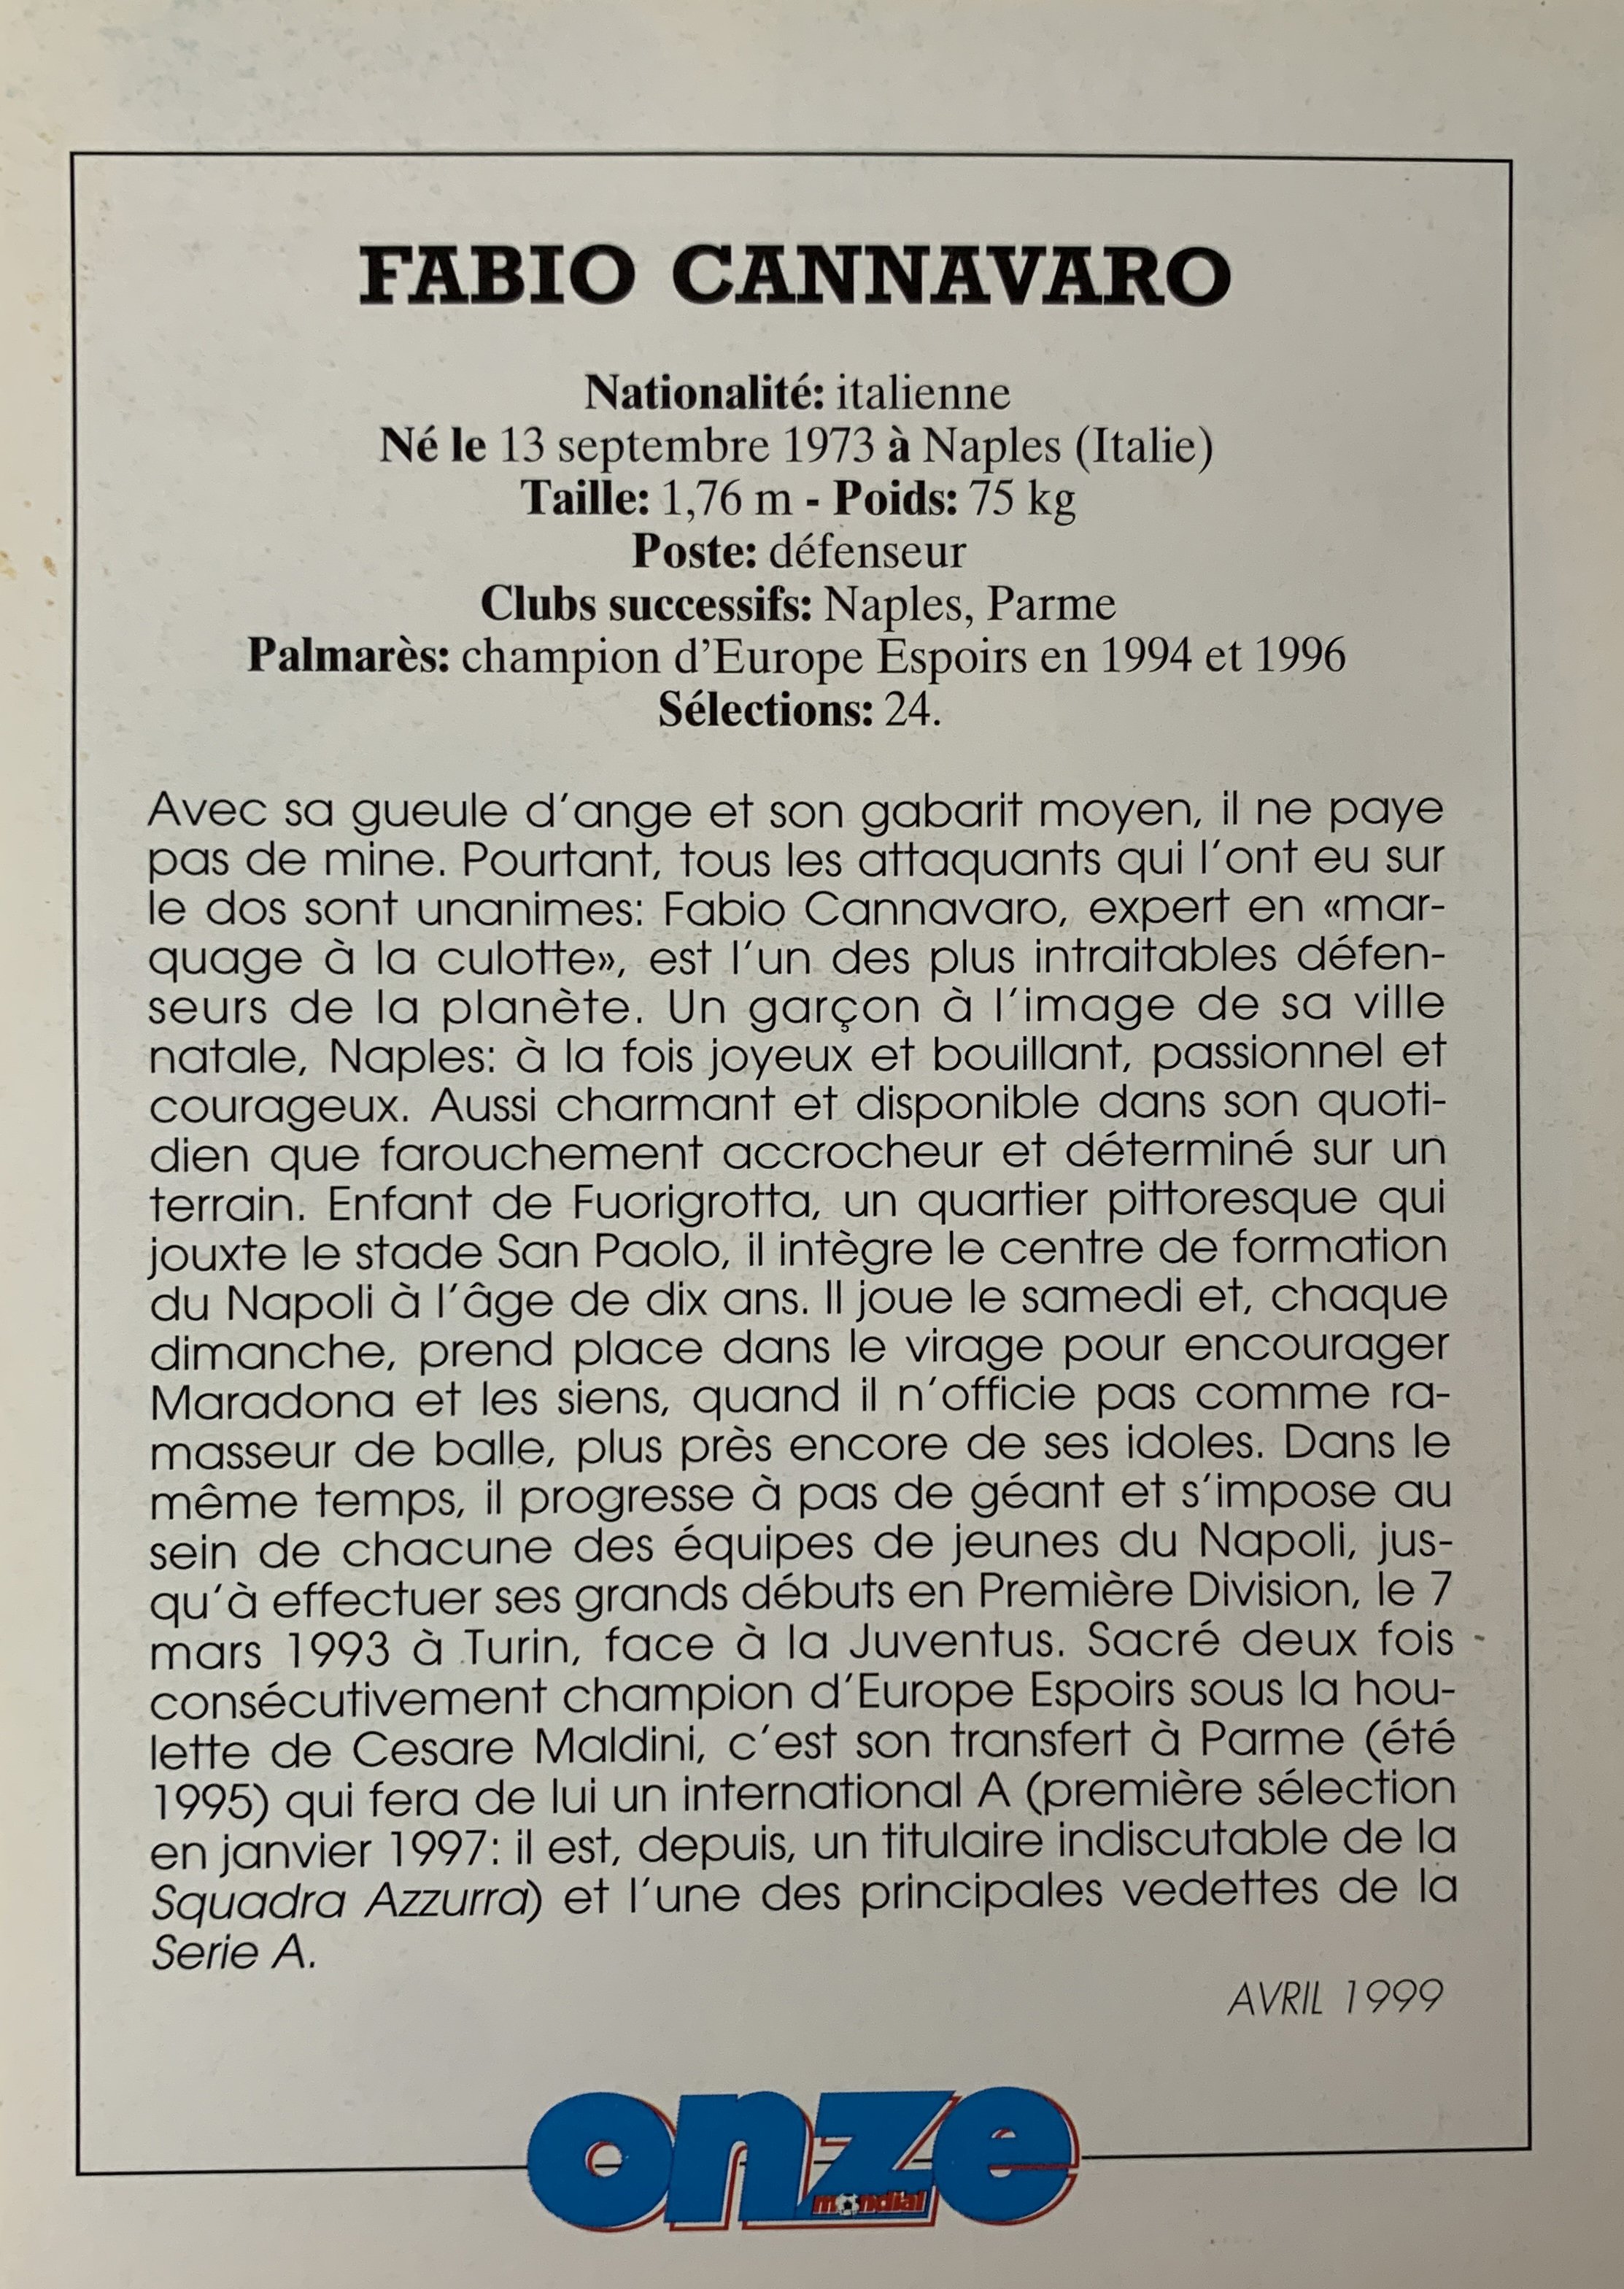 FABIO CANNAVARO
Nationalité: italienne
Né le 13 septembre 1973 à Naples (Italie)
Taille: 1,76 m - Poids: 75 kg
Poste: défenseur
Clubs successifs: Naples, Parme
Palmarès: champion d'Europe Espoirs en 1994 et 1996
Sélections: 24.
Avec sa gueule d'ange et son gabarit moyen, il ne paye
pas de mine. Pourtant, tous les attaquants qui l'ont eu sur
le dos sont unanimes: Fabio Cannavaro, expert en «mar-
quage à la culotte», est l'un des plus intraitables défen-
seurs de la planète. Un garçon à l'image de sa ville
natale, Naples: à la fois joyeux et bouillant, passionnel et
courageux. Aussi charmant et disponible dans son quoti-
dien que farouchement accrocheur et déterminé sur un
terrain. Enfant de Fuorigrotta, un quartier pittoresque qui
jouxte le stade San Paolo, il intègre le centre de formation
du Napoli à l'âge de dix ans. Il joue le samedi et, chaque
dimanche, prend place dans le virage pour encourager
Maradona et les siens, quand il n'officie pas comme ra-
masseur de balle, plus près encore de ses idoles. Dans le
même temps, il progresse à pas de géant et s'impose au
sein de chacune des équipes de jeunes du Napoli, jus-
qu'à effectuer ses grands débuts en Première Division, le 7
mars 1993 à Turin, face à la Juventus. Sacré deux fois
consécutivement champion d'Europe Espoirs sous la hou-
lette de Cesare Maldini, c'est son transfert à Parme (été
1995) qui fera de lui un international A (première sélection
en janvier 1997: il est, depuis, un titulaire indiscutable de la
Squadra Azzurra) et l'une des principales vedettes de la
Serie A.
AVRIL 1999
onze
mondial